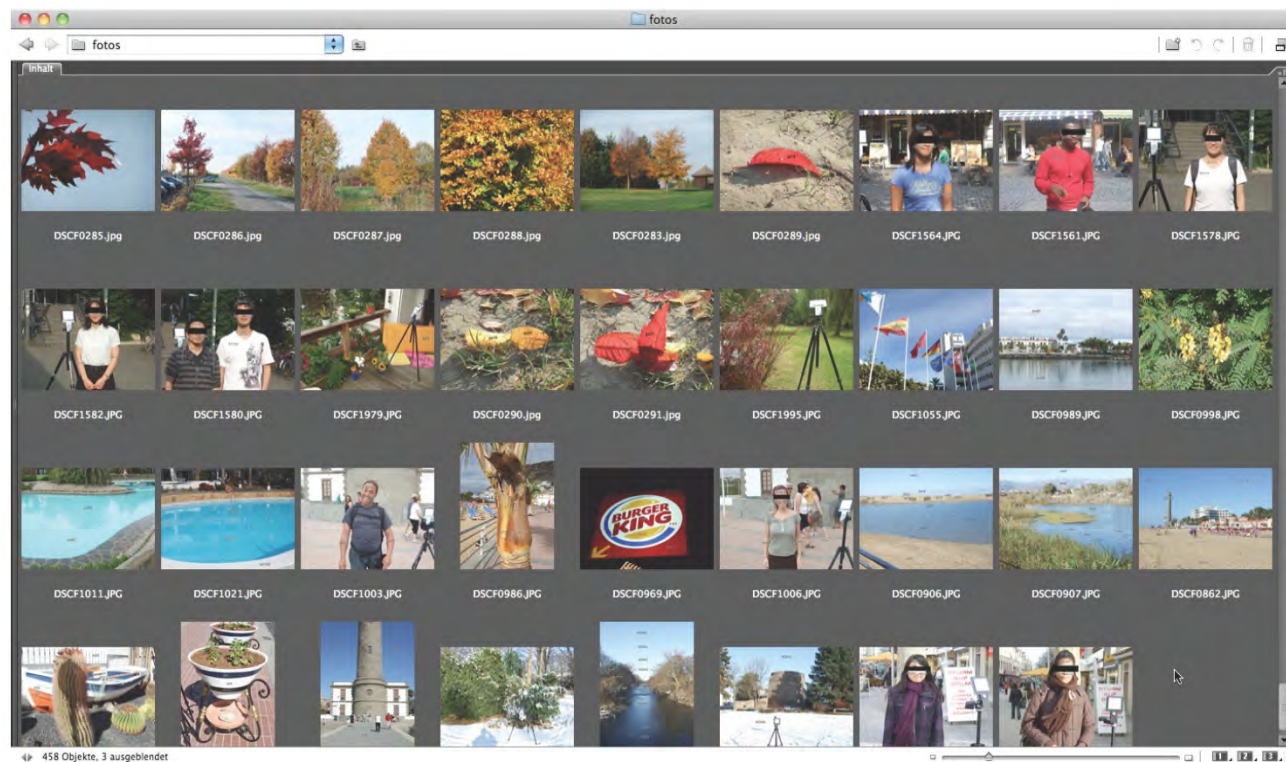 fotos
fotos
Inhalt
DSCF0285.jpg DSCF0286.jpg DSCF0287.jpg DSCF0288.jpg DSCF0283.jpg DSCF0289.jpg DSCF1564.JPG DSCF1561.JPG DSCF1578.JPG
DSCF1582.JPG DSCF1580.JPG DSCF1979.JPG DSCF0290.jpg DSCF0291.jpg DSCF1995.JPG DSCF1055.JPG DSCF0989.JPG DSCF0998.JPG
BURGER
KING
DSCF1011.JPG DSCF1021.JPG DSCF1003.JPG DSCF0986.JPG DSCF0969.JPG DSCF1006.JPG DSCF0906.JPG DSCF0907.JPG DSCF0862.JPG
458 Objekte, 3 ausgeblendet
1 2 3